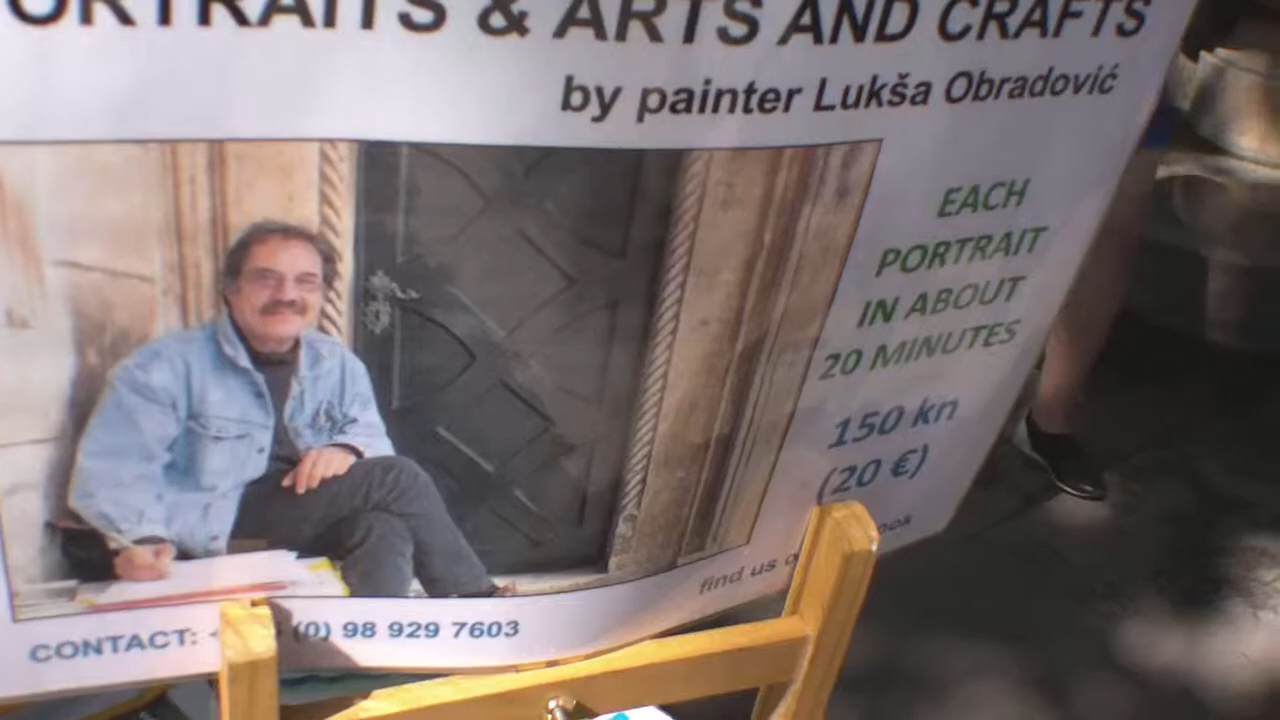 ORTRAITS & ARTS AND CRAFTS
by painter Lukša Obradović
EACH
PORTRAIT
IN ABOUT
20 MINUTES
150 kn
(20 €)
find us
CONTACT: (0) 98 929 7603